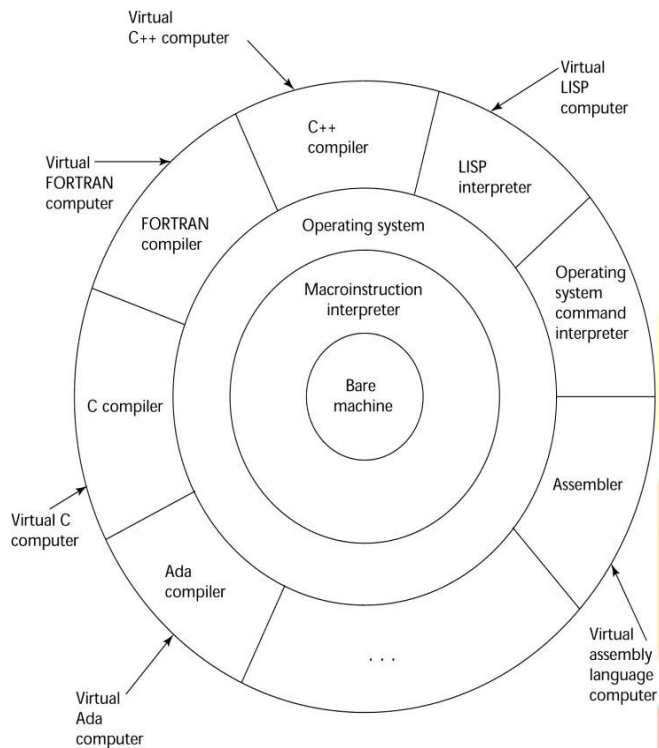 Virtual
C++ computer
Virtual
LISP
computer
C++
compiler
Virtual
FORTRAN
computer
LISP
interpreter
FORTRAN
compiler
Operating system
Operating
system
command
interpreter
Macroinstruction
interpreter
Bare
machine
C compiler
Assembler
Virtual C
computer
Ada
compiler
. . .
Virtual
assembly
language
computer
Virtual
Ada
computer